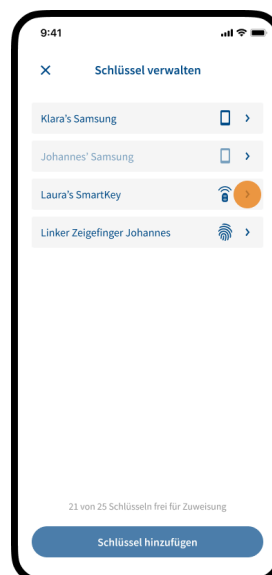 9:41
Schlüssel verwalten
Klara's Samsung
Johannes' Samsung
Laura's SmartKey
Linker Zeigefinger Johannes
21 von 25 Schlüsseln frei für Zuweisung
Schlüssel hinzufügen